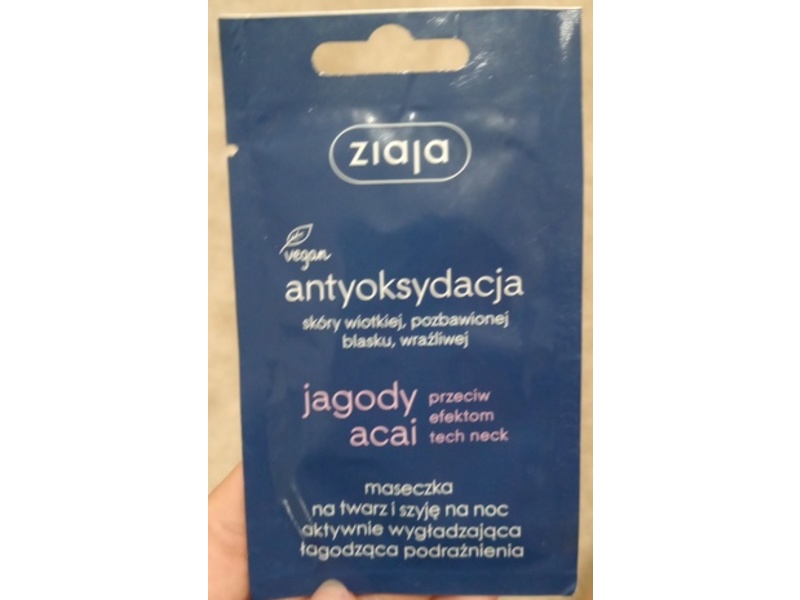 ziaja
vegan
antyoksydacja
skóry wiotkiej, pozbawionej
blasku, wrażliwej
jagody
acai
przeciw
efektom
tech neck
maseczka
na twarz i szyję na noc
aktywnie wygładzająca
łagodząca podrażnienia